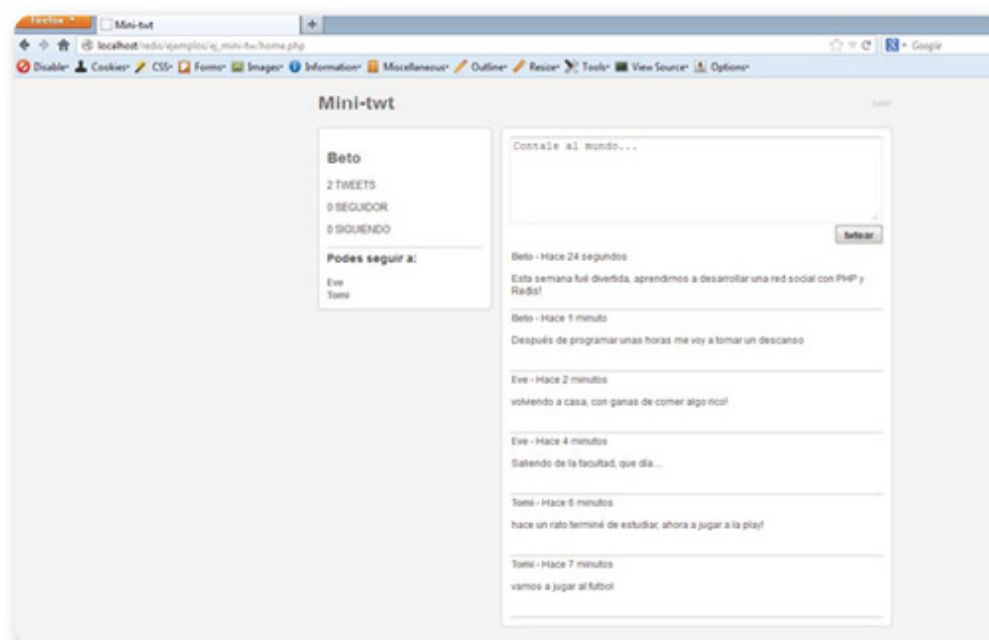 Firefox
Mini-twt
+
localhost/redis/ejemplos/ej_mini-tw/home.php
Google
Disable Cookies CSS Forms Images Information Miscellaneous Outline Resize Tools View Source Options
Mini-twt
Beto
2 TWEETS
0 SEGUIDOR
0 SIGUIENDO
Podes seguir a:
Eve
Tomi
Contale al mundo...
twtear
Beto - Hace 24 segundos
Esta semana fué divertida, aprendimos a desarrollar una red social con PHP y
Redis!
Beto - Hace 1 minuto
Después de programar unas horas me voy a tomar un descanso
Eve - Hace 2 minutos
volviendo a casa, con ganas de comer algo rico!
Eve - Hace 4 minutos
Saliendo de la facultad, que día...
Tomi - Hace 6 minutos
hace un rato terminé de estudiar, ahora a jugar a la play!
Tomi - Hace 7 minutos
vamos a jugar al futbol